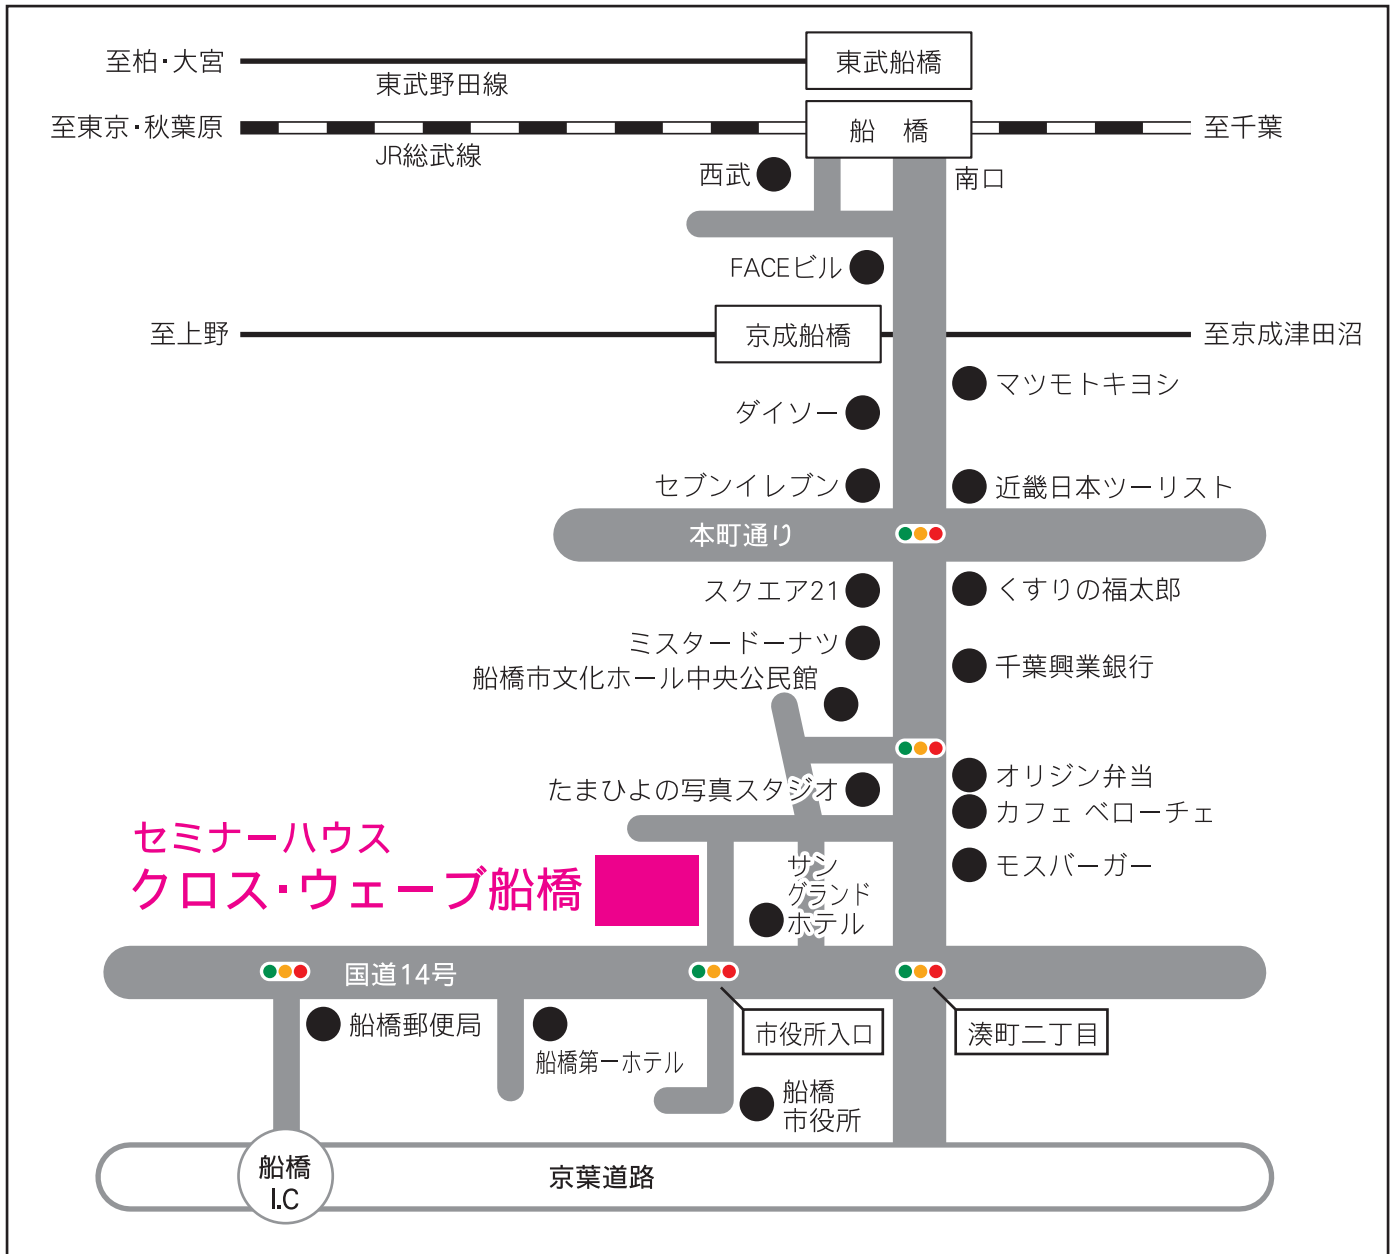 至柏・大宮
東武船橋
東武野田線
至東京・秋葉原
船 橋
至千葉
JR総武線
西武
南口
FACEビル
至上野
京成船橋
至京成津田沼
マツモトキヨシ
ダイソー
セブンイレブン
近畿日本ツーリスト
本町通り
スクエア21
くすりの福太郎
ミスタードーナツ
千葉興業銀行
船橋市文化ホール中央公民館
オリジン弁当
たまひよの写真スタジオ
カフェ ベローチェ
セミナーハウス
クロス・ウェーブ船橋
モスバーガー
サン
グランド
ホテル
国道14号
船橋郵便局
船橋第一ホテル
市役所入口
湊町二丁目
船橋
市役所
船橋
I.C
京葉道路